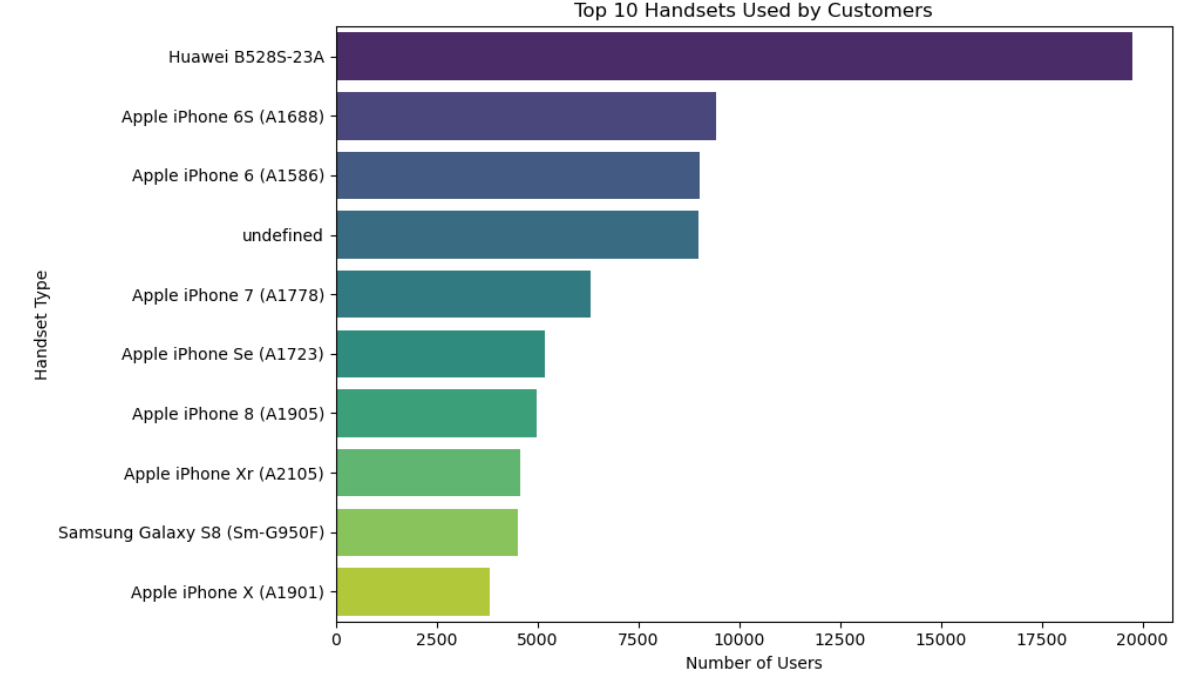 Top 10 Handsets Used by Customers
Handset Type
Huawei B528S-23A
Apple iPhone 6S (A1688)
Apple iPhone 6 (A1586)
undefined
Apple iPhone 7 (A1778)
Apple iPhone Se (A1723)
Apple iPhone 8 (A1905)
Apple iPhone Xr (A2105)
Samsung Galaxy S8 (Sm-G950F)
Apple iPhone X (A1901)
0 2500 5000 7500 10000 12500 15000 17500 20000
Number of Users